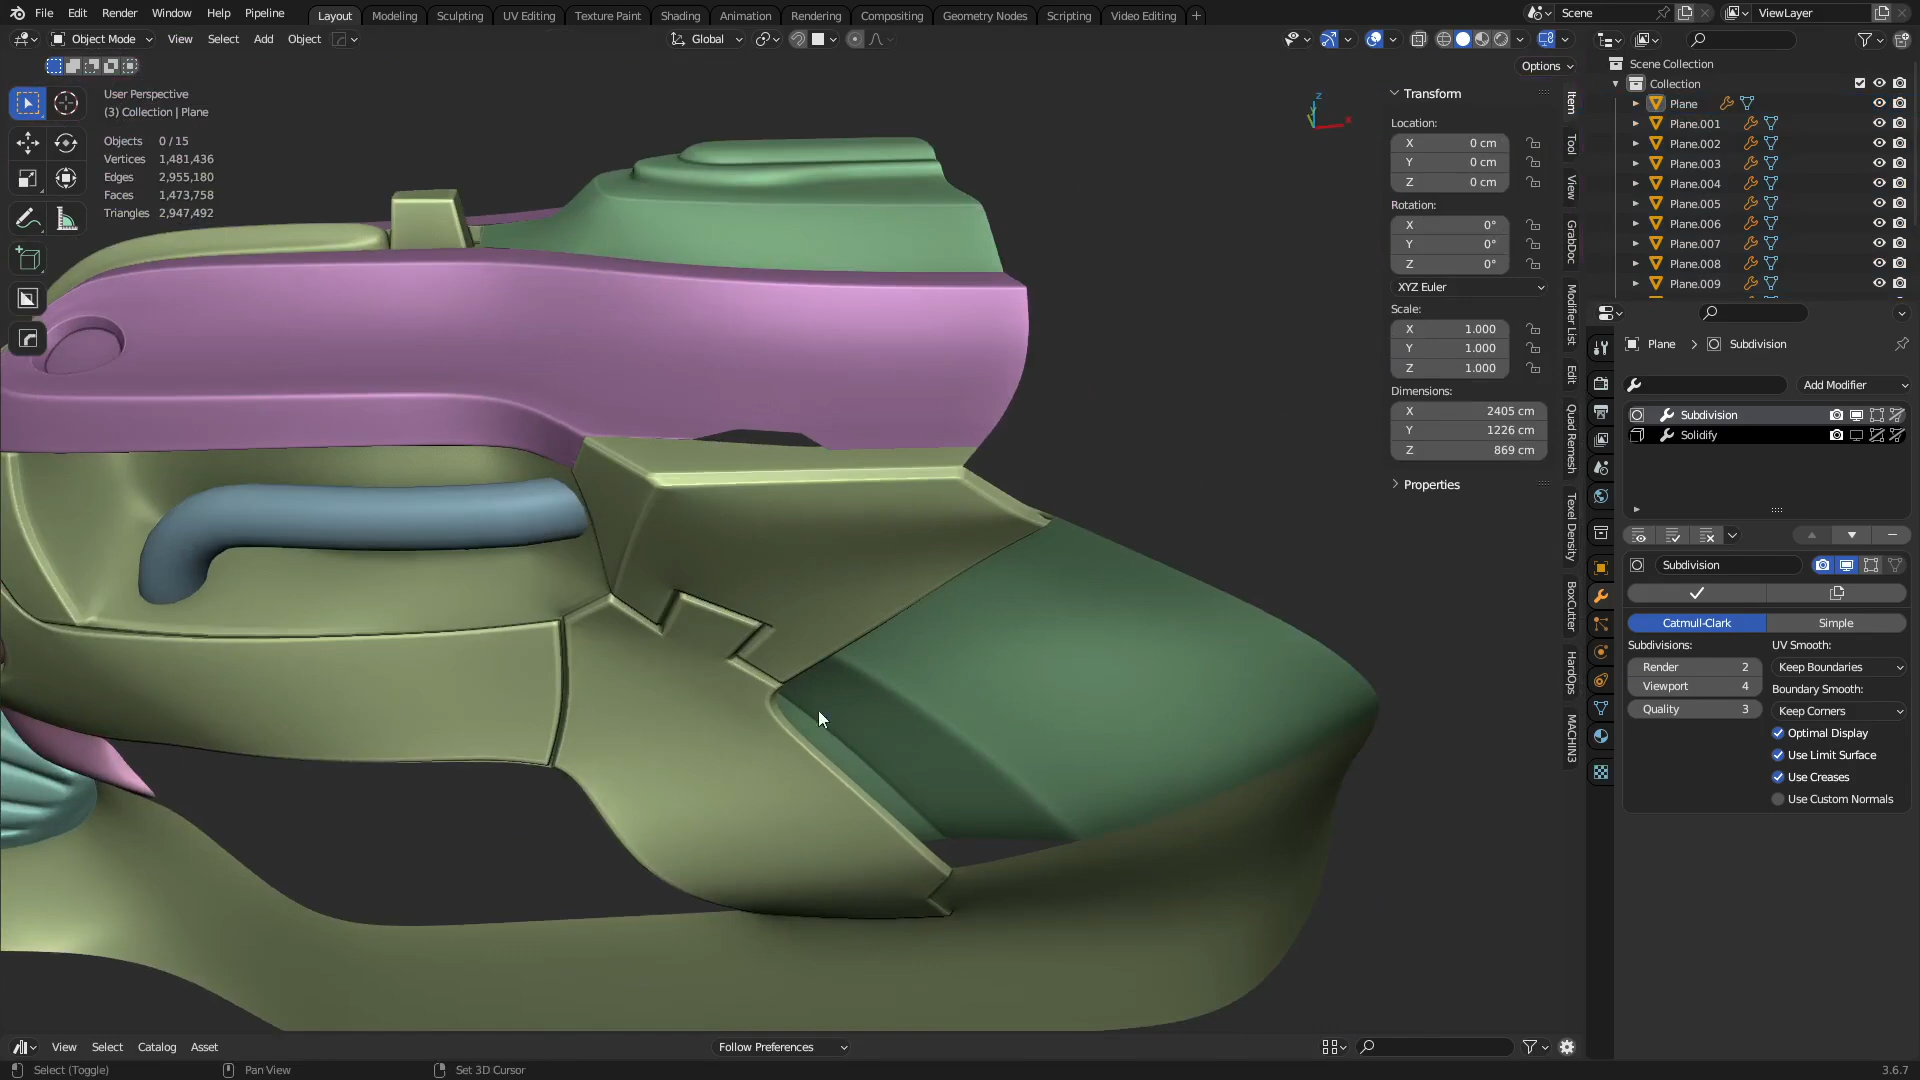 File Edit Render Window Help Pipeline Layout Modeling Sculpting UV Editing Texture Paint Shading Animation Rendering Compositing Geometry Nodes Scripting Video Editing + Scene ViewLayer
Object Mode View Select Add Object Global
Options
User Perspective
(3) Collection | Plane
Objects 0 / 15
Vertices 1,481,436
Edges 2,955,180
Faces 1,473,758
Triangles 2,947,492
Z
X
Transform
Location:
X 0 cm
Y 0 cm
Z 0 cm
Rotation:
X 0°
Y 0°
Z 0°
XYZ Euler
Scale:
X 1.000
Y 1.000
Z 1.000
Dimensions:
X 2405 cm
Y 1226 cm
Z 869 cm
Properties
Item
Tool
View
GrabDoc
Modifier List
Edit
Quad Remesh
Texel Density
BoxCutter
HardOps
MACHIN3
Scene Collection
Collection
Plane
Plane.001
Plane.002
Plane.003
Plane.004
Plane.005
Plane.006
Plane.007
Plane.008
Plane.009
Plane > Subdivision
Add Modifier
Subdivision
Solidify
Subdivision
Catmull-Clark Simple
Subdivisions: UV Smooth:
Render 2 Keep Boundaries
Viewport 4 Boundary Smooth:
Quality 3 Keep Corners
Optimal Display
Use Limit Surface
Use Creases
Use Custom Normals
View Select Catalog Asset Follow Preferences
Select (Toggle) Pan View Set 3D Cursor 3.6.7